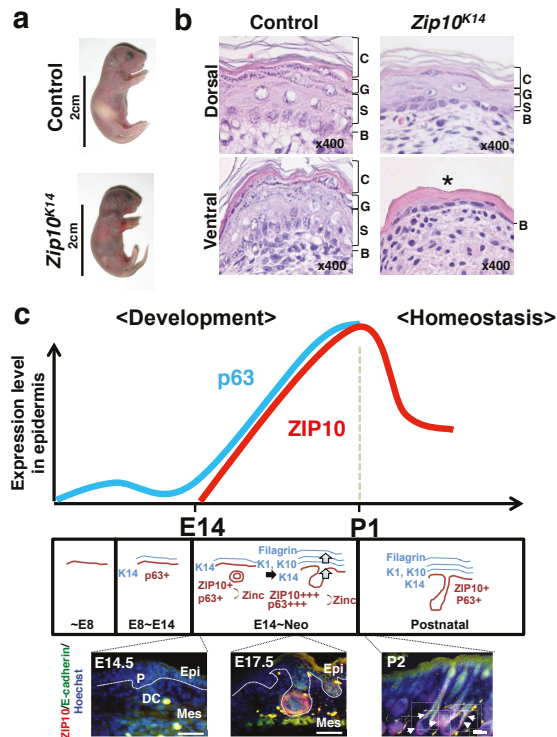 a
Control
2cm
Zip10K14
2cm
b
Control
Zip10K14
Dorsal
C
G
S
B
x400
C
G
S
B
x400
Ventral
C
G
S
B
x400
*
B
x400
c
<Development>
<Homeostasis>
Expression level
in epidermis
p63
ZIP10
E14
P1
~E8
K14
p63+
E8~E14
K14
ZIP10+
p63+
Zinc
Filagrin
K1, K10
K14
ZIP10+++
p63+++
Zinc
E14~Neo
K1, K10
K14
ZIP10+
P63+
Postnatal
ZIP10/E-cadherin/
Hoechst
E14.5
Epi
P
DC
Mes
E17.5
Epi
Mes
P2